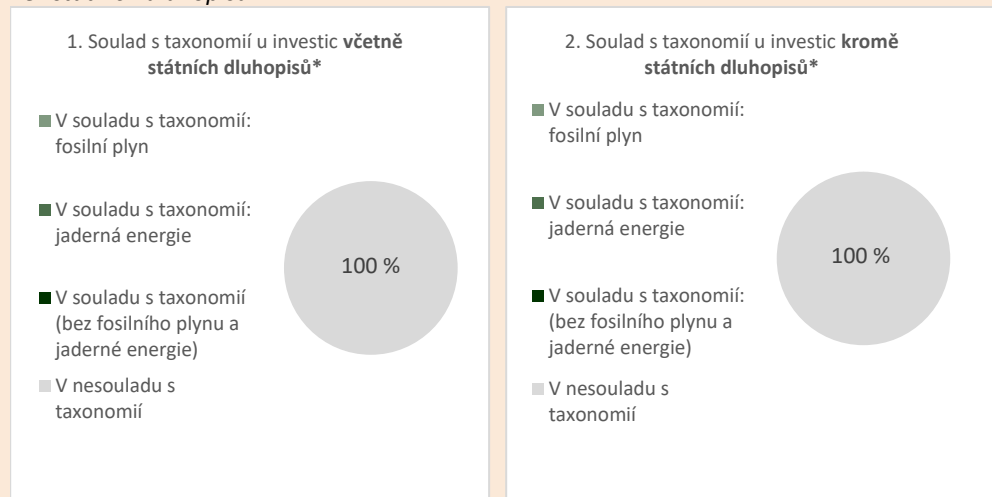 1. Soulad s taxonomií u investic včetně
státních dluhopisů*
V souladu s taxonomií:
fosilní plyn
V souladu s taxonomií:
jaderná energie
V souladu s taxonomií
(bez fosilního plynu a
jaderné energie)
V nesouladu s
taxonomií
100 %
2. Soulad s taxonomií u investic kromě
státních dluhopisů*
V souladu s taxonomií:
fosilní plyn
V souladu s taxonomií:
jaderná energie
V souladu s taxonomií:
(bez fosilního plynu a
jaderné energie)
V nesouladu s
taxonomií
100 %